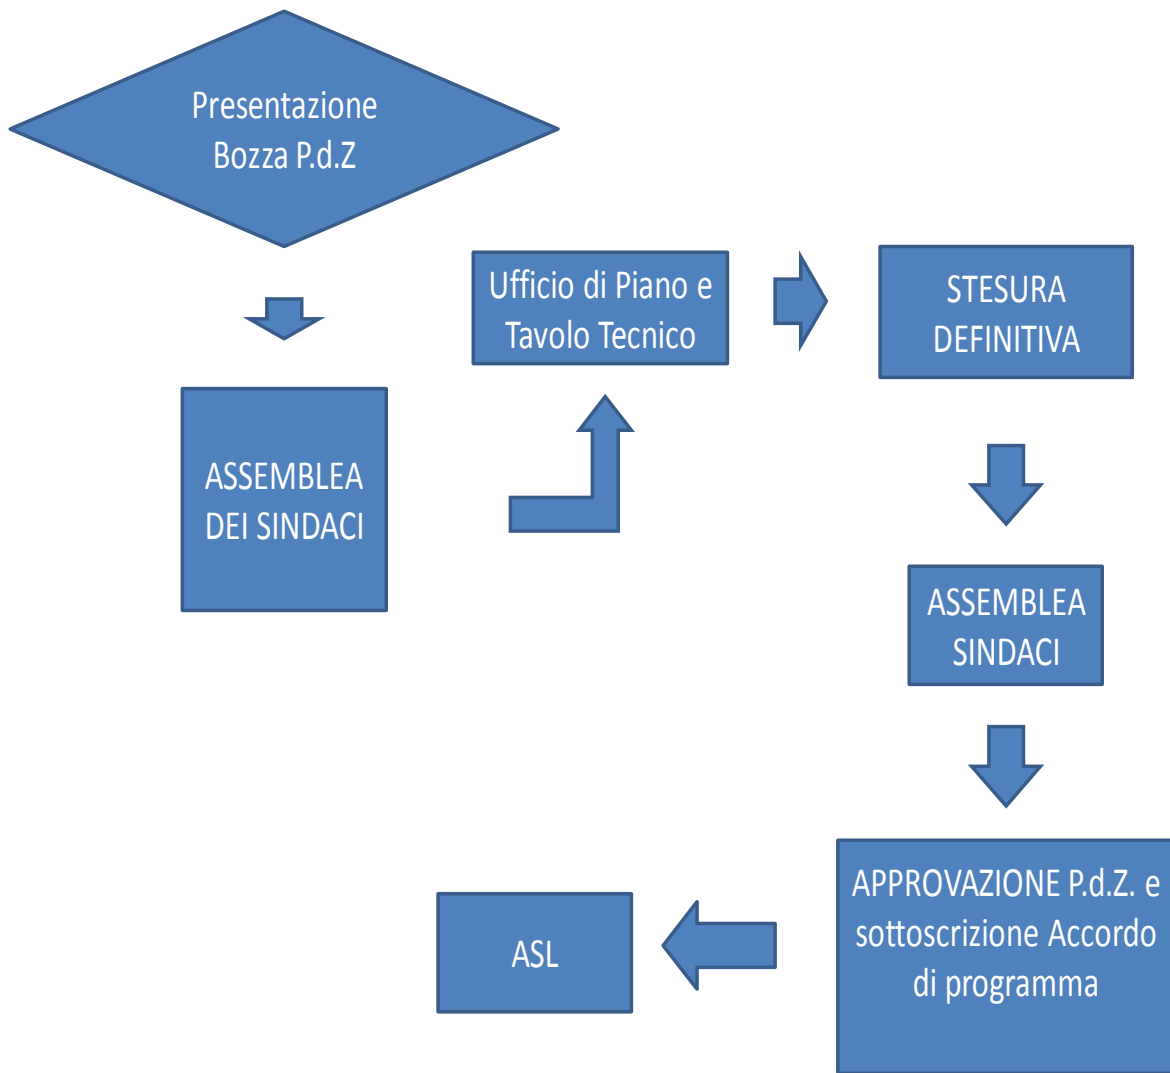 Presentazione
Bozza P.d.Z
ASSEMBLEA
DEI SINDACI
Ufficio di Piano e
Tavolo Tecnico
STESURA
DEFINITIVA
ASSEMBLEA
SINDACI
APPROVAZIONE P.d.Z. e
sottoscrizione Accordo
di programma
ASL